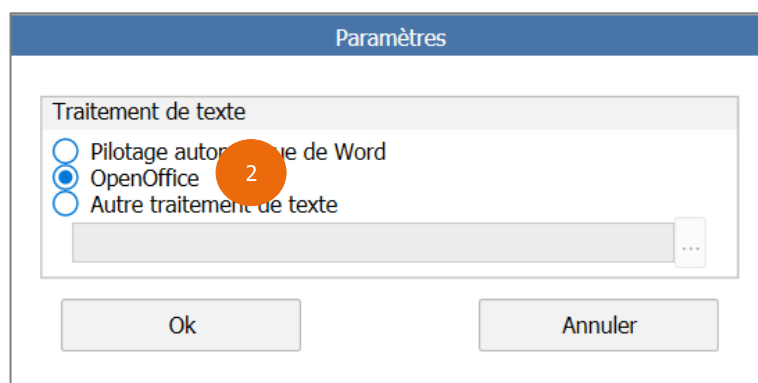 Paramètres
Traitement de texte
Pilotage de Word
OpenOffice
2
Autre traitement de texte
...
Ok
Annuler